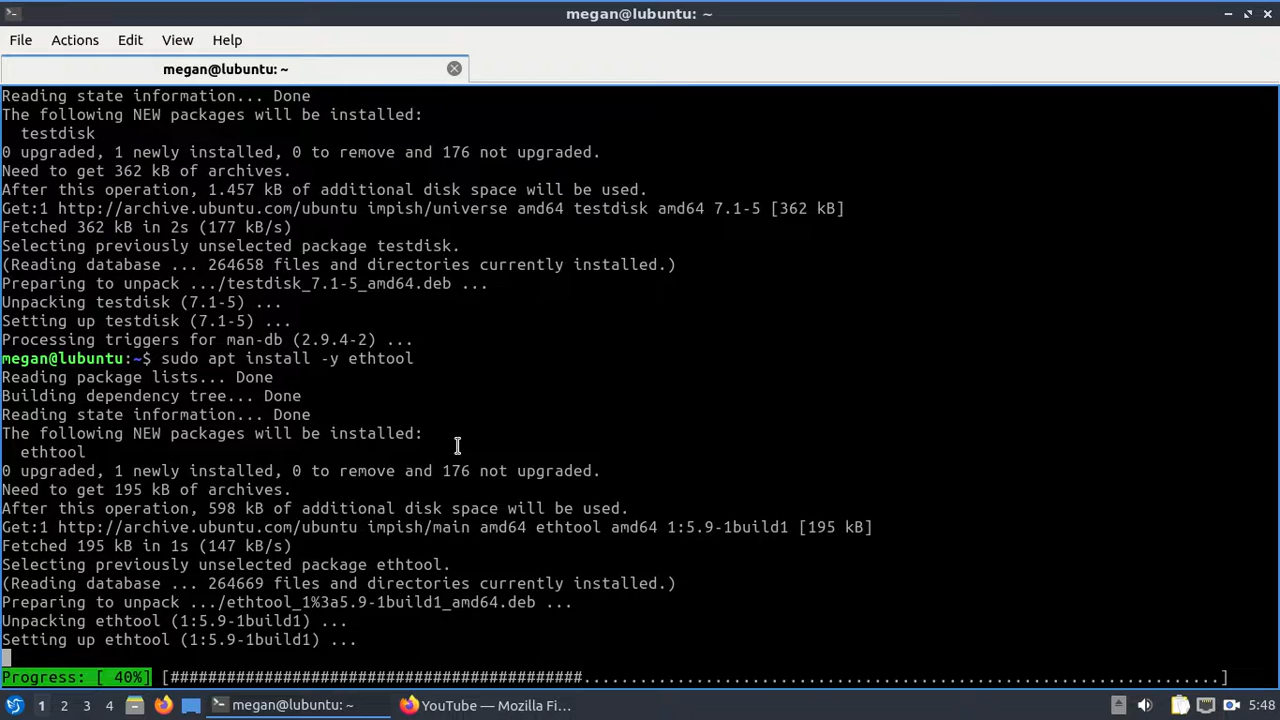 megan@lubuntu: ~
File Actions Edit View Help
megan@lubuntu: ~
Reading state information... Done
The following NEW packages will be installed:
  testdisk
0 upgraded, 1 newly installed, 0 to remove and 176 not upgraded.
Need to get 362 kB of archives.
After this operation, 1.457 kB of additional disk space will be used.
Get:1 http://archive.ubuntu.com/ubuntu impish/universe amd64 testdisk amd64 7.1-5 [362 kB]
Fetched 362 kB in 2s (177 kB/s)
Selecting previously unselected package testdisk.
(Reading database ... 264658 files and directories currently installed.)
Preparing to unpack .../testdisk_7.1-5_amd64.deb ...
Unpacking testdisk (7.1-5) ...
Setting up testdisk (7.1-5) ...
Processing triggers for man-db (2.9.4-2) ...
megan@lubuntu:~$ sudo apt install -y ethtool
Reading package lists... Done
Building dependency tree... Done
Reading state information... Done
The following NEW packages will be installed:
  ethtool
0 upgraded, 1 newly installed, 0 to remove and 176 not upgraded.
Need to get 195 kB of archives.
After this operation, 598 kB of additional disk space will be used.
Get:1 http://archive.ubuntu.com/ubuntu impish/main amd64 ethtool amd64 1:5.9-1build1 [195 kB]
Fetched 195 kB in 1s (147 kB/s)
Selecting previously unselected package ethtool.
(Reading database ... 264669 files and directories currently installed.)
Preparing to unpack .../ethtool_1%3a5.9-1build1_amd64.deb ...
Unpacking ethtool (1:5.9-1build1) ...
Setting up ethtool (1:5.9-1build1) ...
Progress: [ 40%] [############################################....................................................................]
1 2 3 4 megan@lubuntu: ~ YouTube — Mozilla Fi... 5:48